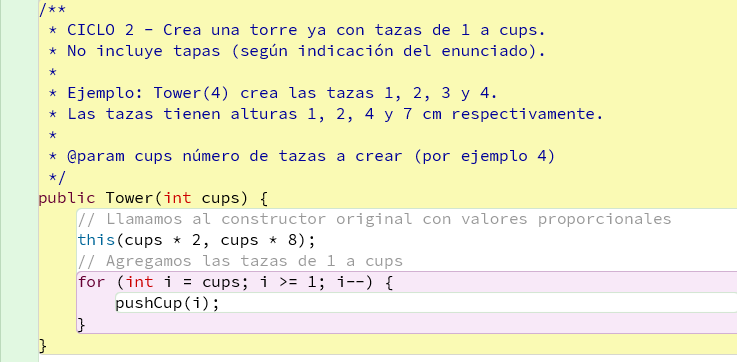 /**
 * CICLO 2 - Crea una torre ya con tazas de 1 a cups.
 * No incluye tapas (según indicación del enunciado).
 *
 * Ejemplo: Tower(4) crea las tazas 1, 2, 3 y 4.
 * Las tazas tienen alturas 1, 2, 4 y 7 cm respectivamente.
 *
 * @param cups número de tazas a crear (por ejemplo 4)
 */
public Tower(int cups) {
    // Llamamos al constructor original con valores proporcionales
    this(cups * 2, cups * 8);
    // Agregamos las tazas de 1 a cups
    for (int i = cups; i >= 1; i--) {
        pushCup(i);
    }
}